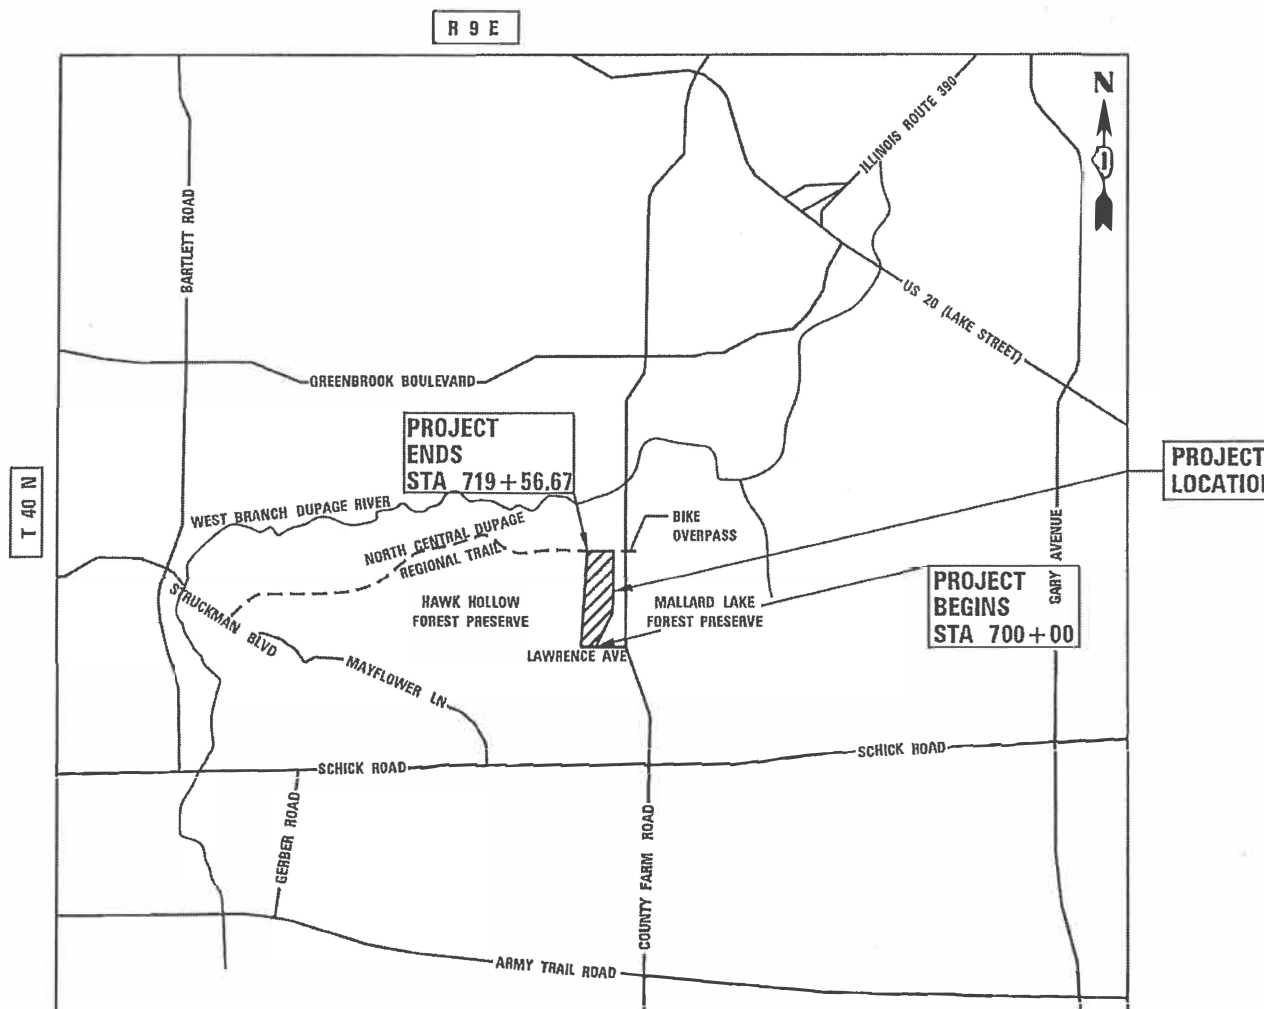 R 9 E
N
ILLINOIS ROUTE 390
BARTLETT ROAD
US 20 (LAKE STREET)
GREENBROOK BOULEVARD
PROJECT
ENDS
STA 719+56.67
PROJECT
LOCATION
T 40 N
WEST BRANCH DUPAGE RIVER
NORTH CENTRAL DUPAGE
REGIONAL TRAIL
BIKE
OVERPASS
GARY AVENUE
PROJECT
BEGINS
STA 700+00
STRUCKMAN BLVD
HAWK HOLLOW
FOREST PRESERVE
MALLARD LAKE
FOREST PRESERVE
LAWRENCE AVE
MAYFLOWER LN
SCHICK ROAD
SCHICK ROAD
GERBER ROAD
COUNTY FARM ROAD
ARMY TRAIL ROAD